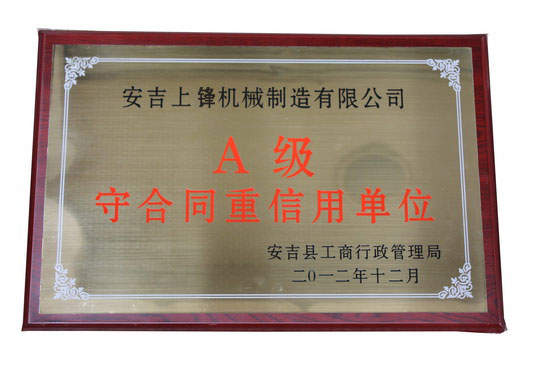 安吉上锋机械制造有限公司
A 级
守合同重信用单位
安吉县工商行政管理局
二〇一二年十二月